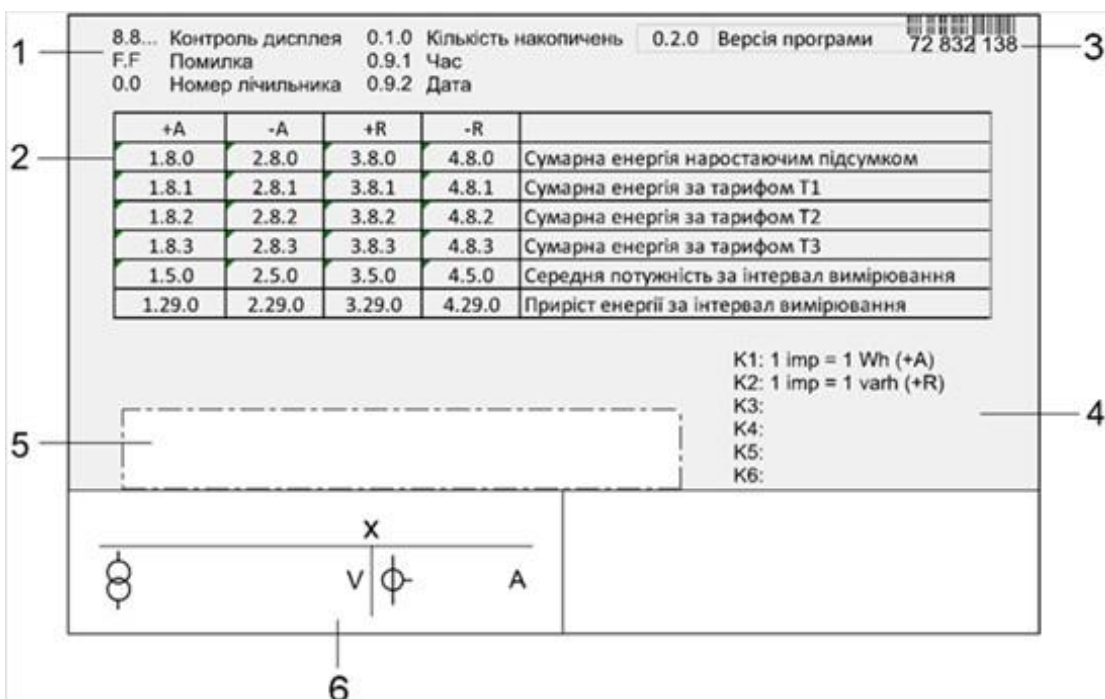 8.8... Контроль дисплея 0.1.0 Кількість накопичень 0.2.0 Версія програми 72 832 138
1 F.F Помилка 0.9.1 Час 3
0.0 Номер лічильника 0.9.2 Дата
+A -A +R -R
2 1.8.0 2.8.0 3.8.0 4.8.0 Сумарна енергія наростаючим підсумком
1.8.1 2.8.1 3.8.1 4.8.1 Сумарна енергія за тарифом Т1
1.8.2 2.8.2 3.8.2 4.8.2 Сумарна енергія за тарифом Т2
1.8.3 2.8.3 3.8.3 4.8.3 Сумарна енергія за тарифом Т3
1.5.0 2.5.0 3.5.0 4.5.0 Середня потужність за інтервал вимірювання
1.29.0 2.29.0 3.29.0 4.29.0 Приріст енергії за інтервал вимірювання
K1: 1 imp = 1 Wh (+A)
K2: 1 imp = 1 varh (+R)
K3:
4
K4:
5
K5:
K6:
X
V A
6